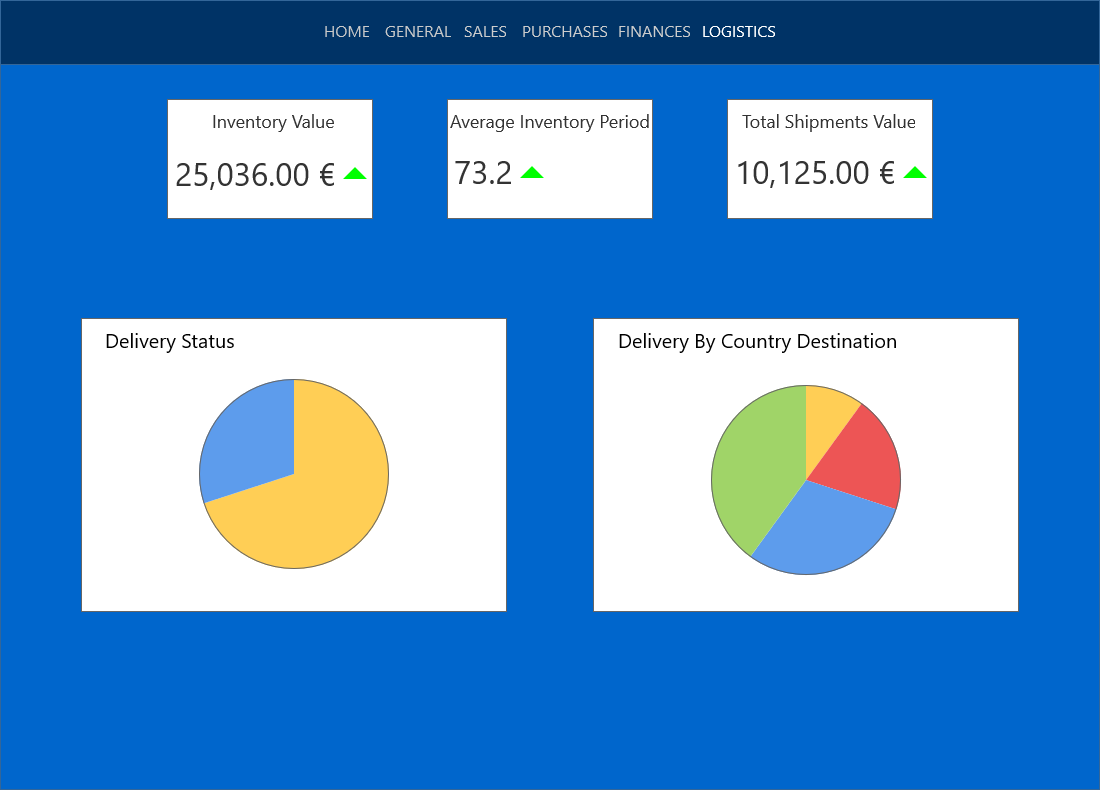 HOME GENERAL SALES PURCHASES FINANCES LOGISTICS
Inventory Value
25,036.00 €
Average Inventory Period
73.2
Total Shipments Value
10,125.00 €
Delivery Status
Delivery By Country Destination